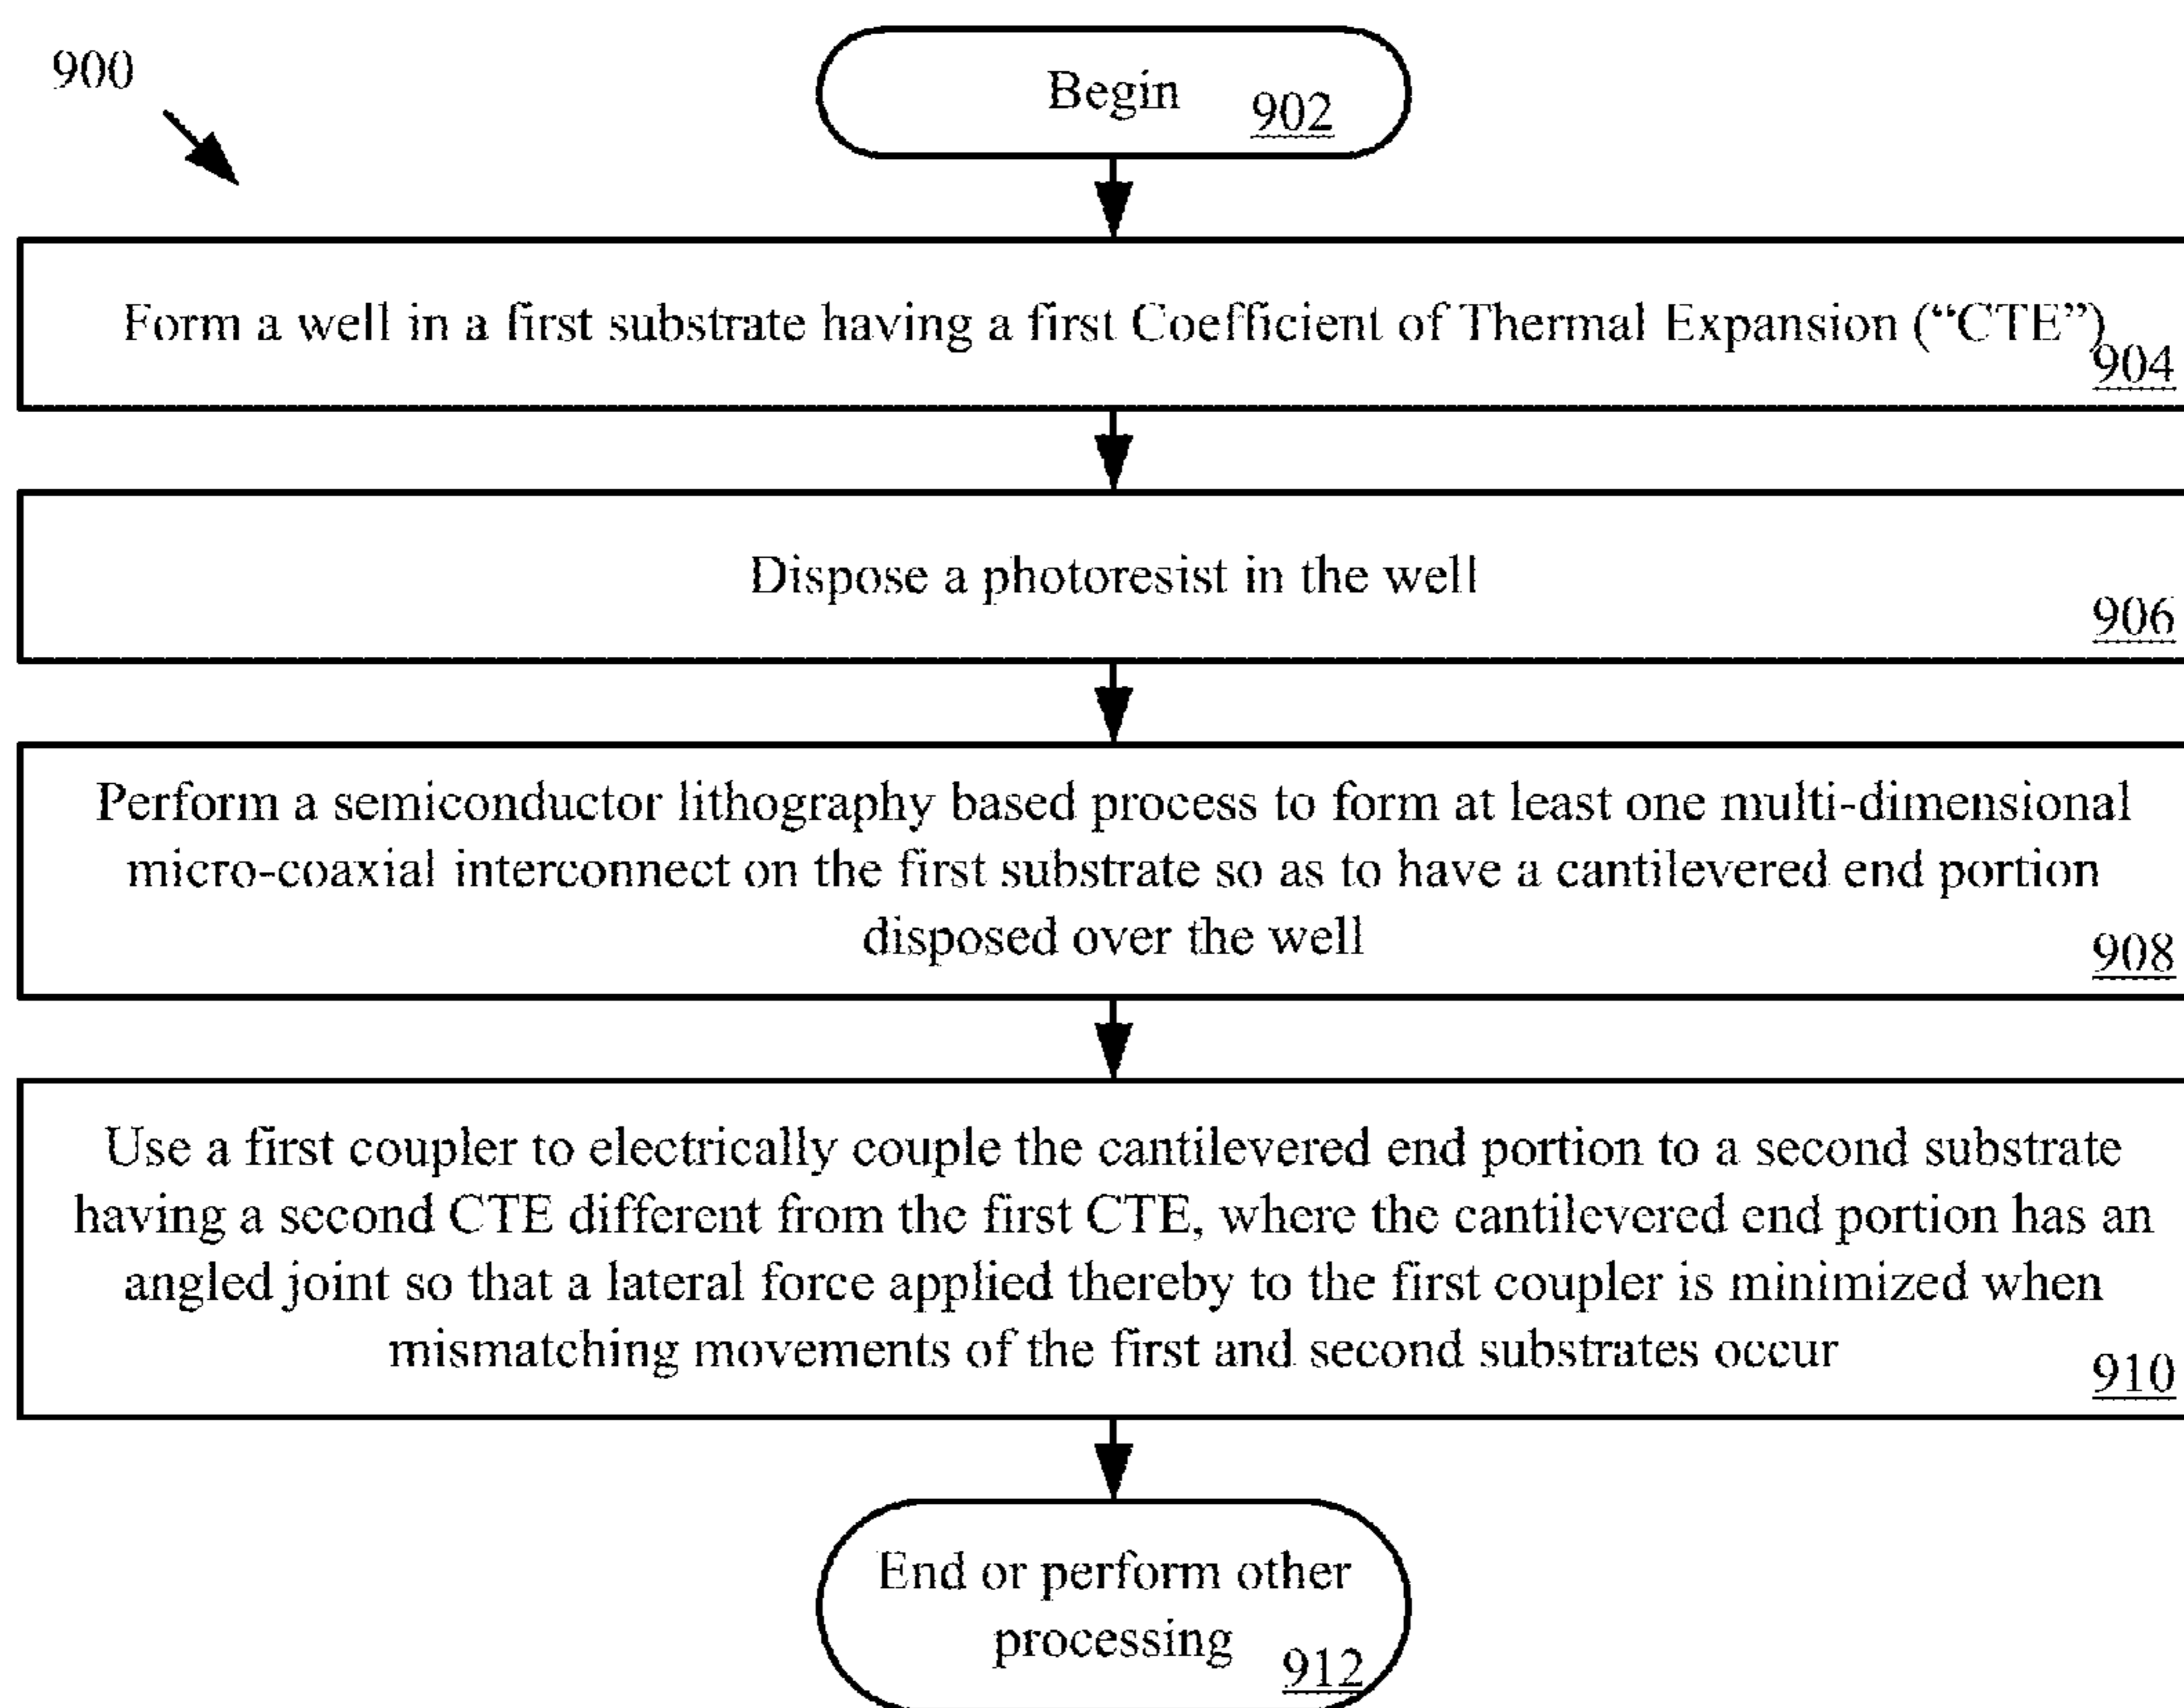 900
Begin 902
Form a well in a first substrate having a first Coefficient of Thermal Expansion (“CTE”)
904
Dispose a photoresist in the well
906
Perform a semiconductor lithography based process to form at least one multi-dimensional
micro-coaxial interconnect on the first substrate so as to have a cantilevered end portion
disposed over the well
908
Use a first coupler to electrically couple the cantilevered end portion to a second substrate
having a second CTE different from the first CTE, where the cantilevered end portion has an
angled joint so that a lateral force applied thereby to the first coupler is minimized when
mismatching movements of the first and second substrates occur
910
End or perform other
processing 912